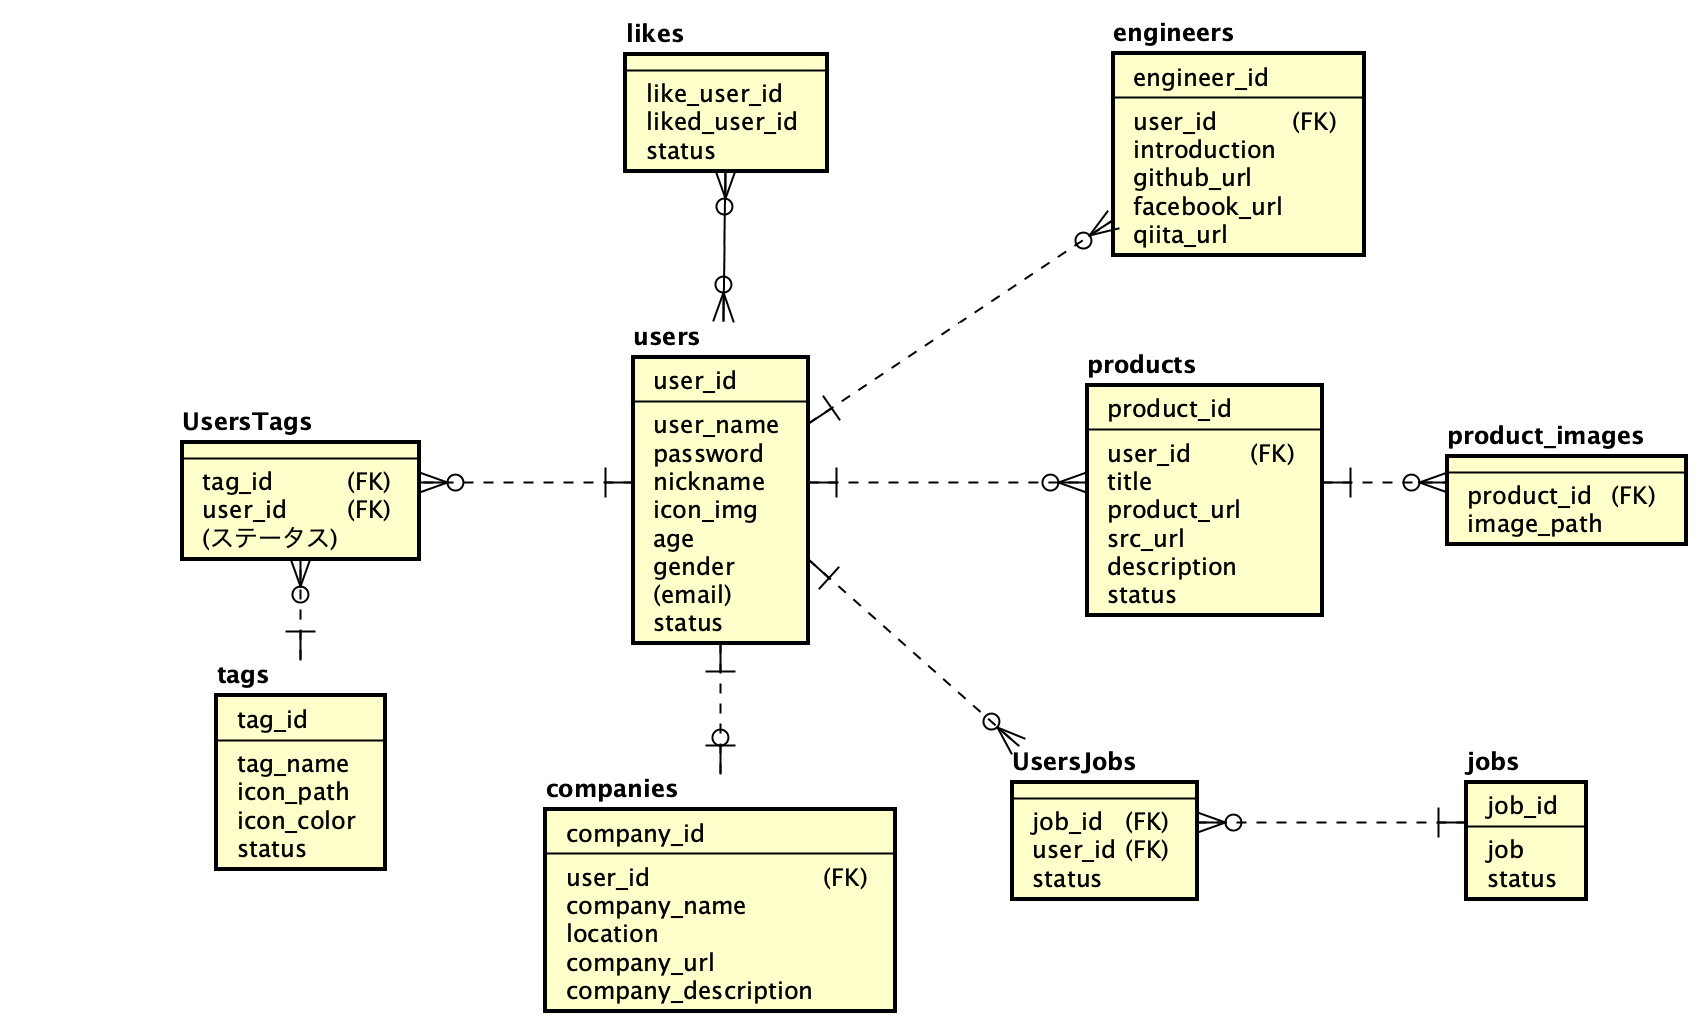 likes
like_user_id
liked_user_id
status
engineers
engineer_id
user_id (FK)
introduction
github_url
facebook_url
qiita_url
users
user_id
user_name
password
nickname
icon_img
age
gender
(email)
status
products
product_id
user_id (FK)
title
product_url
src_url
description
status
product_images
product_id (FK)
image_path
UsersTags
tag_id (FK)
user_id (FK)
(ステータス)
tags
tag_id
tag_name
icon_path
icon_color
status
companies
company_id
user_id (FK)
company_name
location
company_url
company_description
UsersJobs
job_id (FK)
user_id (FK)
status
jobs
job_id
job
status